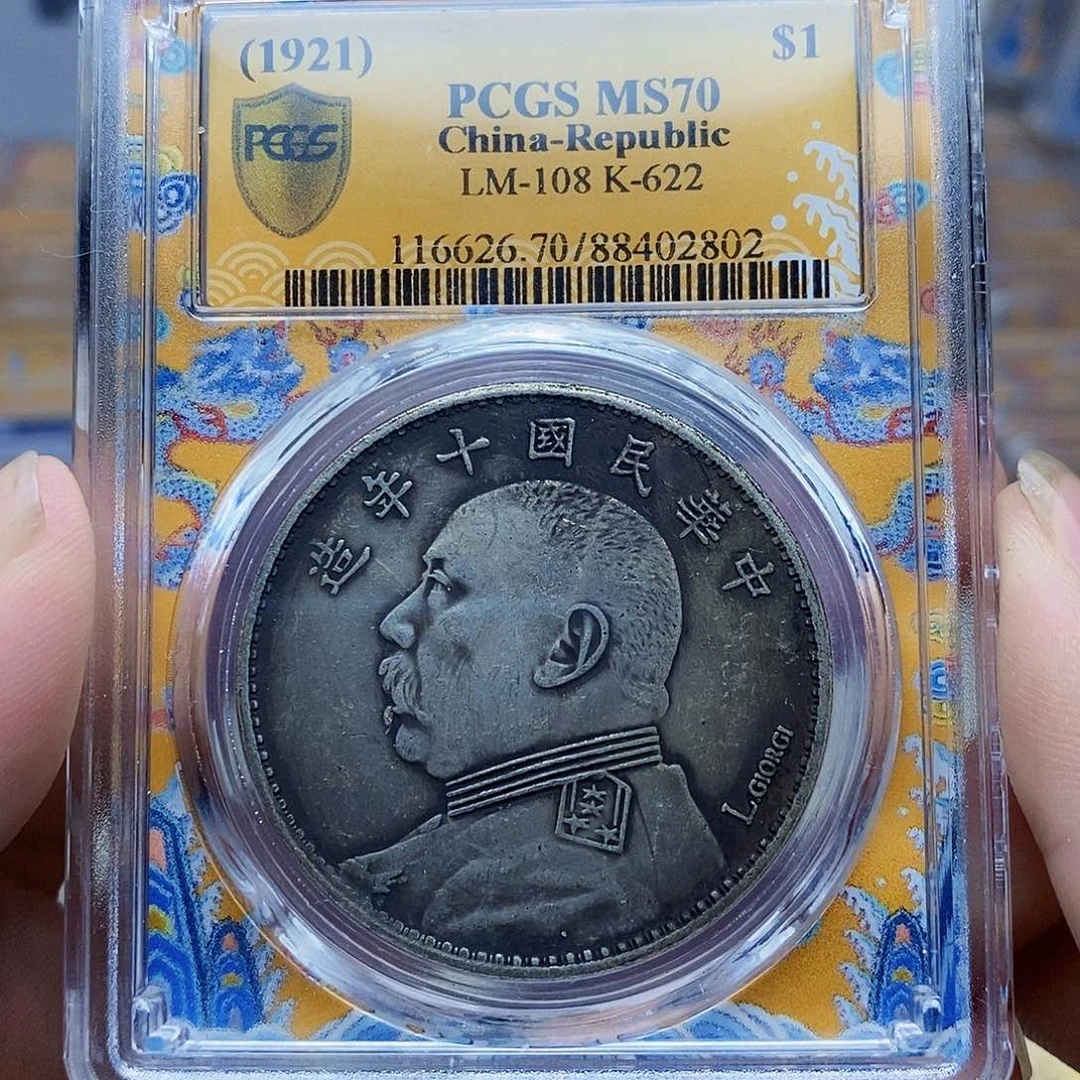 (1921) $1
PCGS MS70
PCGS
China-Republic
LM-108 K-622
116626.70/88402802
造年十國民華中
L.GIORGI